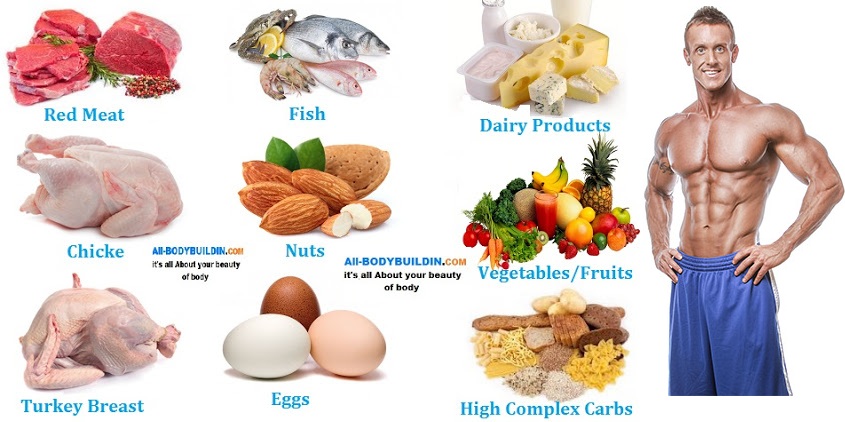 Red Meat
Fish
Dairy Products
Chicke
All-BODYBUILDIN.COM
it's all About your beauty
of body
Nuts
All-BODYBUILDIN.COM
it's all About your beauty
of body
Vegetables/Fruits
Turkey Breast
Eggs
High Complex Carbs